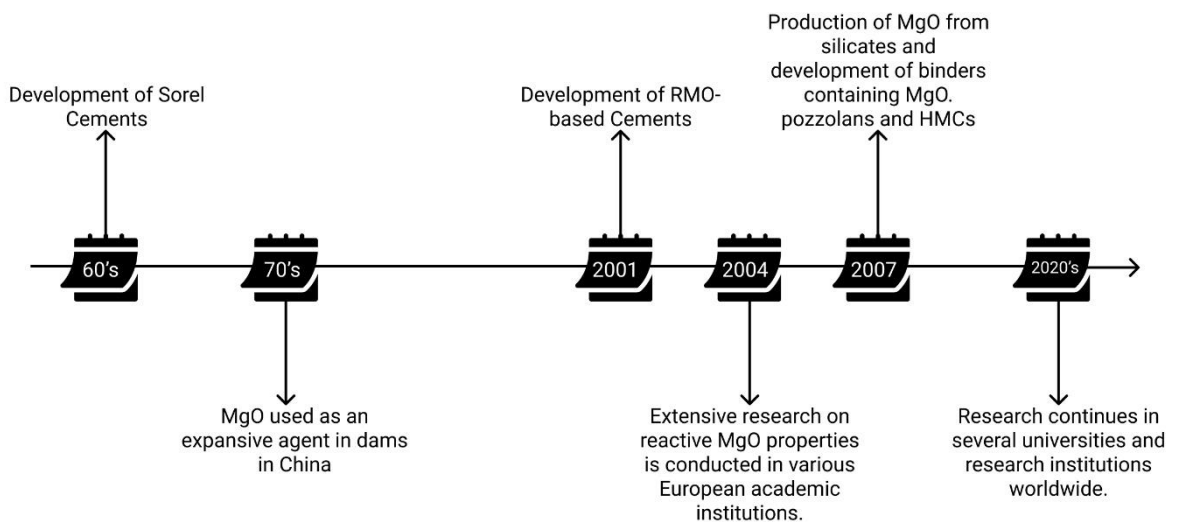 Development of Sorel
Cements
60's
70's
MgO used as an
expansive agent in dams
in China
Development of RMO-
based Cements
2001
2004
Extensive research on
reactive MgO properties
is conducted in various
European academic
institutions.
Production of MgO from
silicates and
development of binders
containing MgO.
pozzolans and HMCs
2007
2020's
Research continues in
several universities and
research institutions
worldwide.